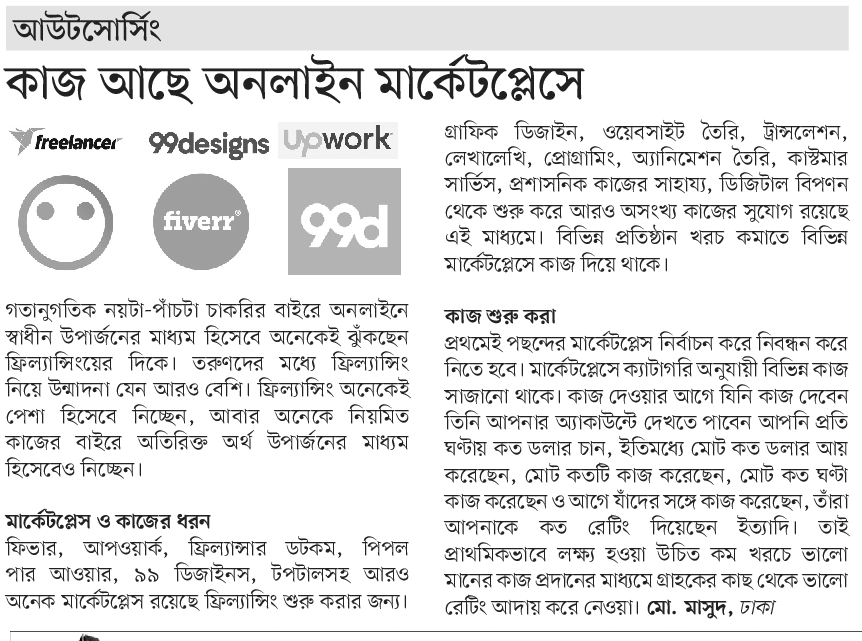 আউটসোর্সিং
কাজ আছে অনলাইন মার্কেটপ্লেসে
freelancer 99designs Upwork
fiverr® 99d
গতানুগতিক নয়টা-পাঁচটা চাকরির বাইরে অনলাইনে
স্বাধীন উপার্জনের মাধ্যম হিসেবে অনেকেই ঝুঁকছেন
ফ্রিল্যান্সিংয়ের দিকে। তরুণদের মধ্যে ফ্রিল্যান্সিং
নিয়ে উন্মাদনা যেন আরও বেশি। ফ্রিল্যান্সিং অনেকেই
পেশা হিসেবে নিচ্ছেন, আবার অনেকে নিয়মিত
কাজের বাইরে অতিরিক্ত অর্থ উপার্জনের মাধ্যম
হিসেবেও নিচ্ছেন।
মার্কেটপ্লেস ও কাজের ধরন
ফিভার, আপওয়ার্ক, ফ্রিল্যান্সার ডটকম, পিপল
পার আওয়ার, ৯৯ ডিজাইনস, টপটালসহ আরও
অনেক মার্কেটপ্লেস রয়েছে ফ্রিল্যান্সিং শুরু করার জন্য।
গ্রাফিক ডিজাইন, ওয়েবসাইট তৈরি, ট্রান্সলেশন,
লেখালেখি, প্রোগ্রামিং, অ্যানিমেশন তৈরি, কাস্টমার
সার্ভিস, প্রশাসনিক কাজের সাহায্য, ডিজিটাল বিপণন
থেকে শুরু করে আরও অসংখ্য কাজের সুযোগ রয়েছে
এই মাধ্যমে। বিভিন্ন প্রতিষ্ঠান খরচ কমাতে বিভিন্ন
মার্কেটপ্লেসে কাজ দিয়ে থাকে।
কাজ শুরু করা
প্রথমেই পছন্দের মার্কেটপ্লেস নির্বাচন করে নিবন্ধন করে
নিতে হবে। মার্কেটপ্লেসে ক্যাটাগরি অনুযায়ী বিভিন্ন কাজ
সাজানো থাকে। কাজ দেওয়ার আগে যিনি কাজ দেবেন
তিনি আপনার অ্যাকাউন্টে দেখতে পাবেন আপনি প্রতি
ঘণ্টায় কত ডলার চান, ইতিমধ্যে মোট কত ডলার আয়
করেছেন, মোট কতটি কাজ করেছেন, মোট কত ঘণ্টা
কাজ করেছেন ও আগে যাঁদের সঙ্গে কাজ করেছেন, তাঁরা
আপনাকে কত রেটিং দিয়েছেন ইত্যাদি। তাই
প্রাথমিকভাবে লক্ষ্য হওয়া উচিত কম খরচে ভালো
মানের কাজ প্রদানের মাধ্যমে গ্রাহকের কাছ থেকে ভালো
রেটিং আদায় করে নেওয়া। মো. মাসুদ, ঢাকা